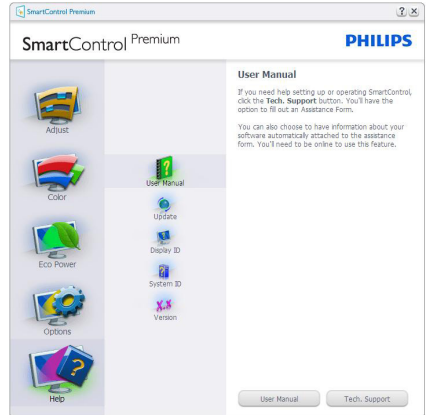 SmartControl Premium
? ×
SmartControl Premium
PHILIPS
Adjust
Color
Eco Power
Options
Help
User Manual
Update
Display ID
System ID
X.X
Version
User Manual
If you need help setting up or operating SmartControl,
click the Tech. Support button. You'll have the
option to fill out an Assistance Form.
You can also choose to have information about your
software automatically attached to the assistance
form. You'll need to be online to use this feature.
User Manual
Tech. Support